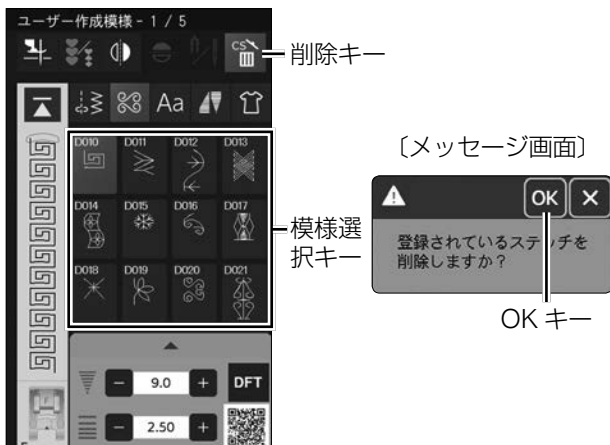 ユーザー作成模様 - 1 / 5
CS
削除キー
Aa
D010 D011 D012 D013
D014 D015 D016 D017
D018 D019 D020 D021
模様選
択キー
9.0
DFT
2.50
〔メッセージ画面〕
OK
登録されているステッチを
削除しますか？
OK キー